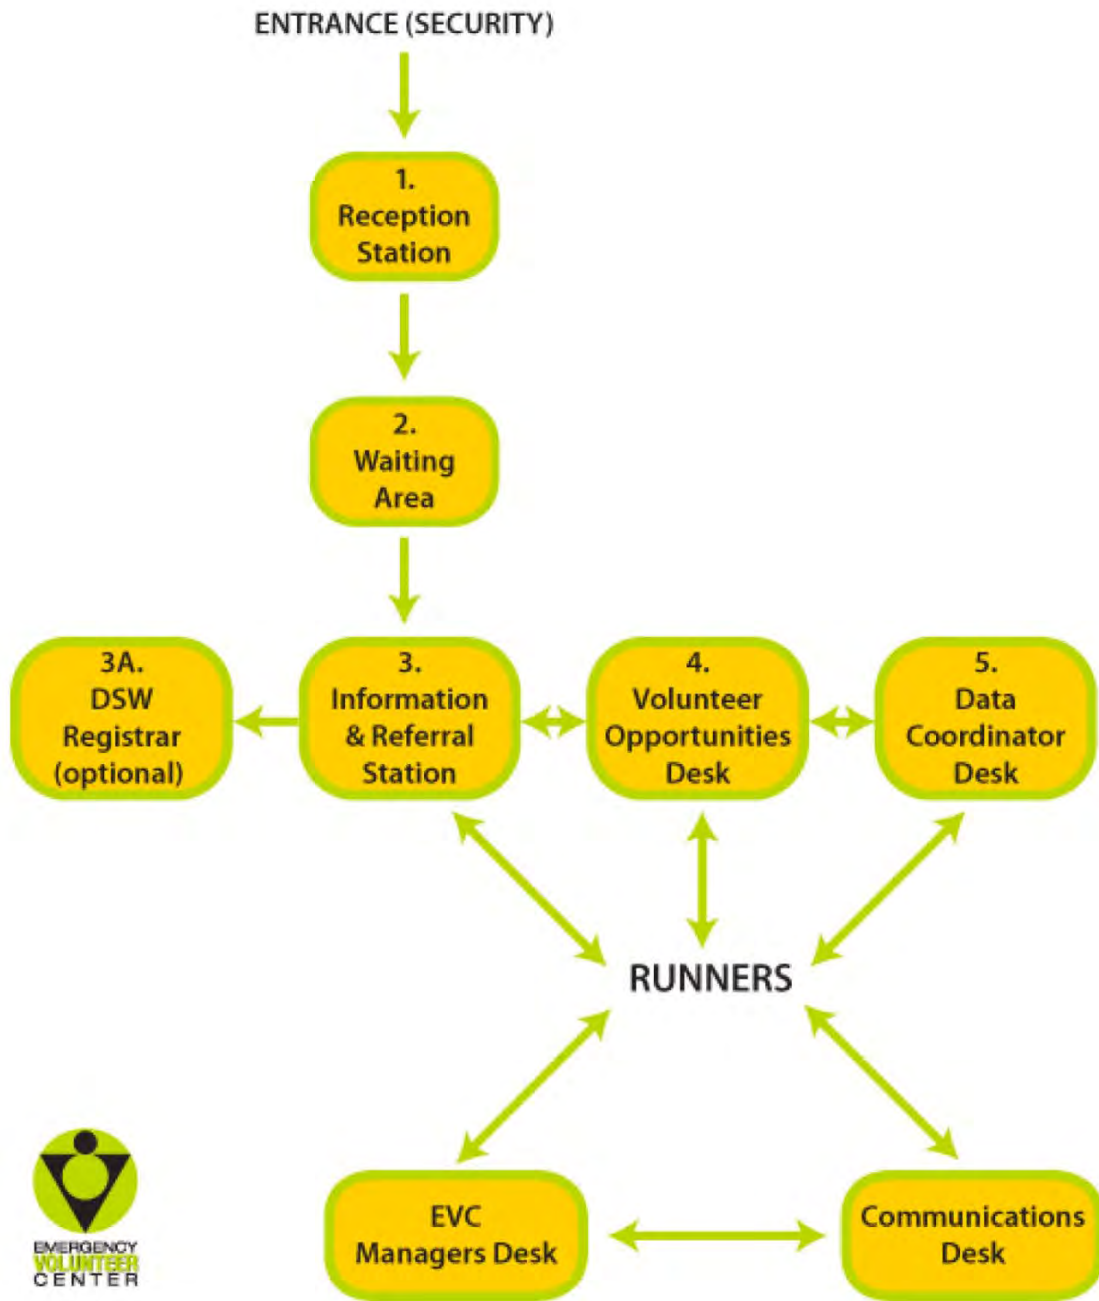 ENTRANCE (SECURITY)
1.
Reception
Station
2.
Waiting
Area
3A.
DSW
Registrar
(optional)
3.
Information
& Referral
Station
4.
Volunteer
Opportunities
Desk
5.
Data
Coordinator
Desk
RUNNERS
EVC
Managers Desk
Communications
Desk
EMERGENCY
VOLUNTEER
CENTER